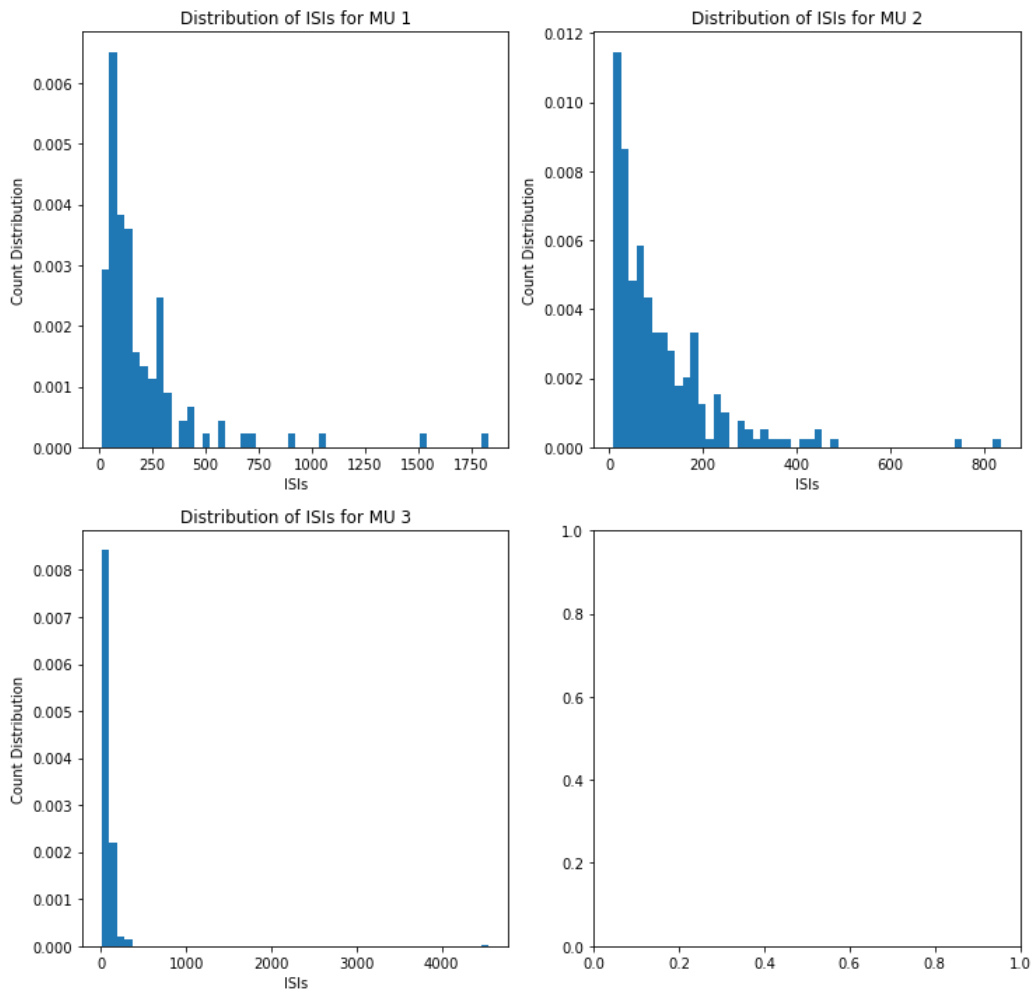 Distribution of ISIs for MU 1
Count Distribution
0.006
0.005
0.004
0.003
0.002
0.001
0.000
0 250 500 750 1000 1250 1500 1750
ISIs
Distribution of ISIs for MU 2
Count Distribution
0.012
0.010
0.008
0.006
0.004
0.002
0.000
0 200 400 600 800
ISIs
Distribution of ISIs for MU 3
Count Distribution
0.008
0.007
0.006
0.005
0.004
0.003
0.002
0.001
0.000
0 1000 2000 3000 4000
ISIs
1.0
0.8
0.6
0.4
0.2
0.0
0.0 0.2 0.4 0.6 0.8 1.0